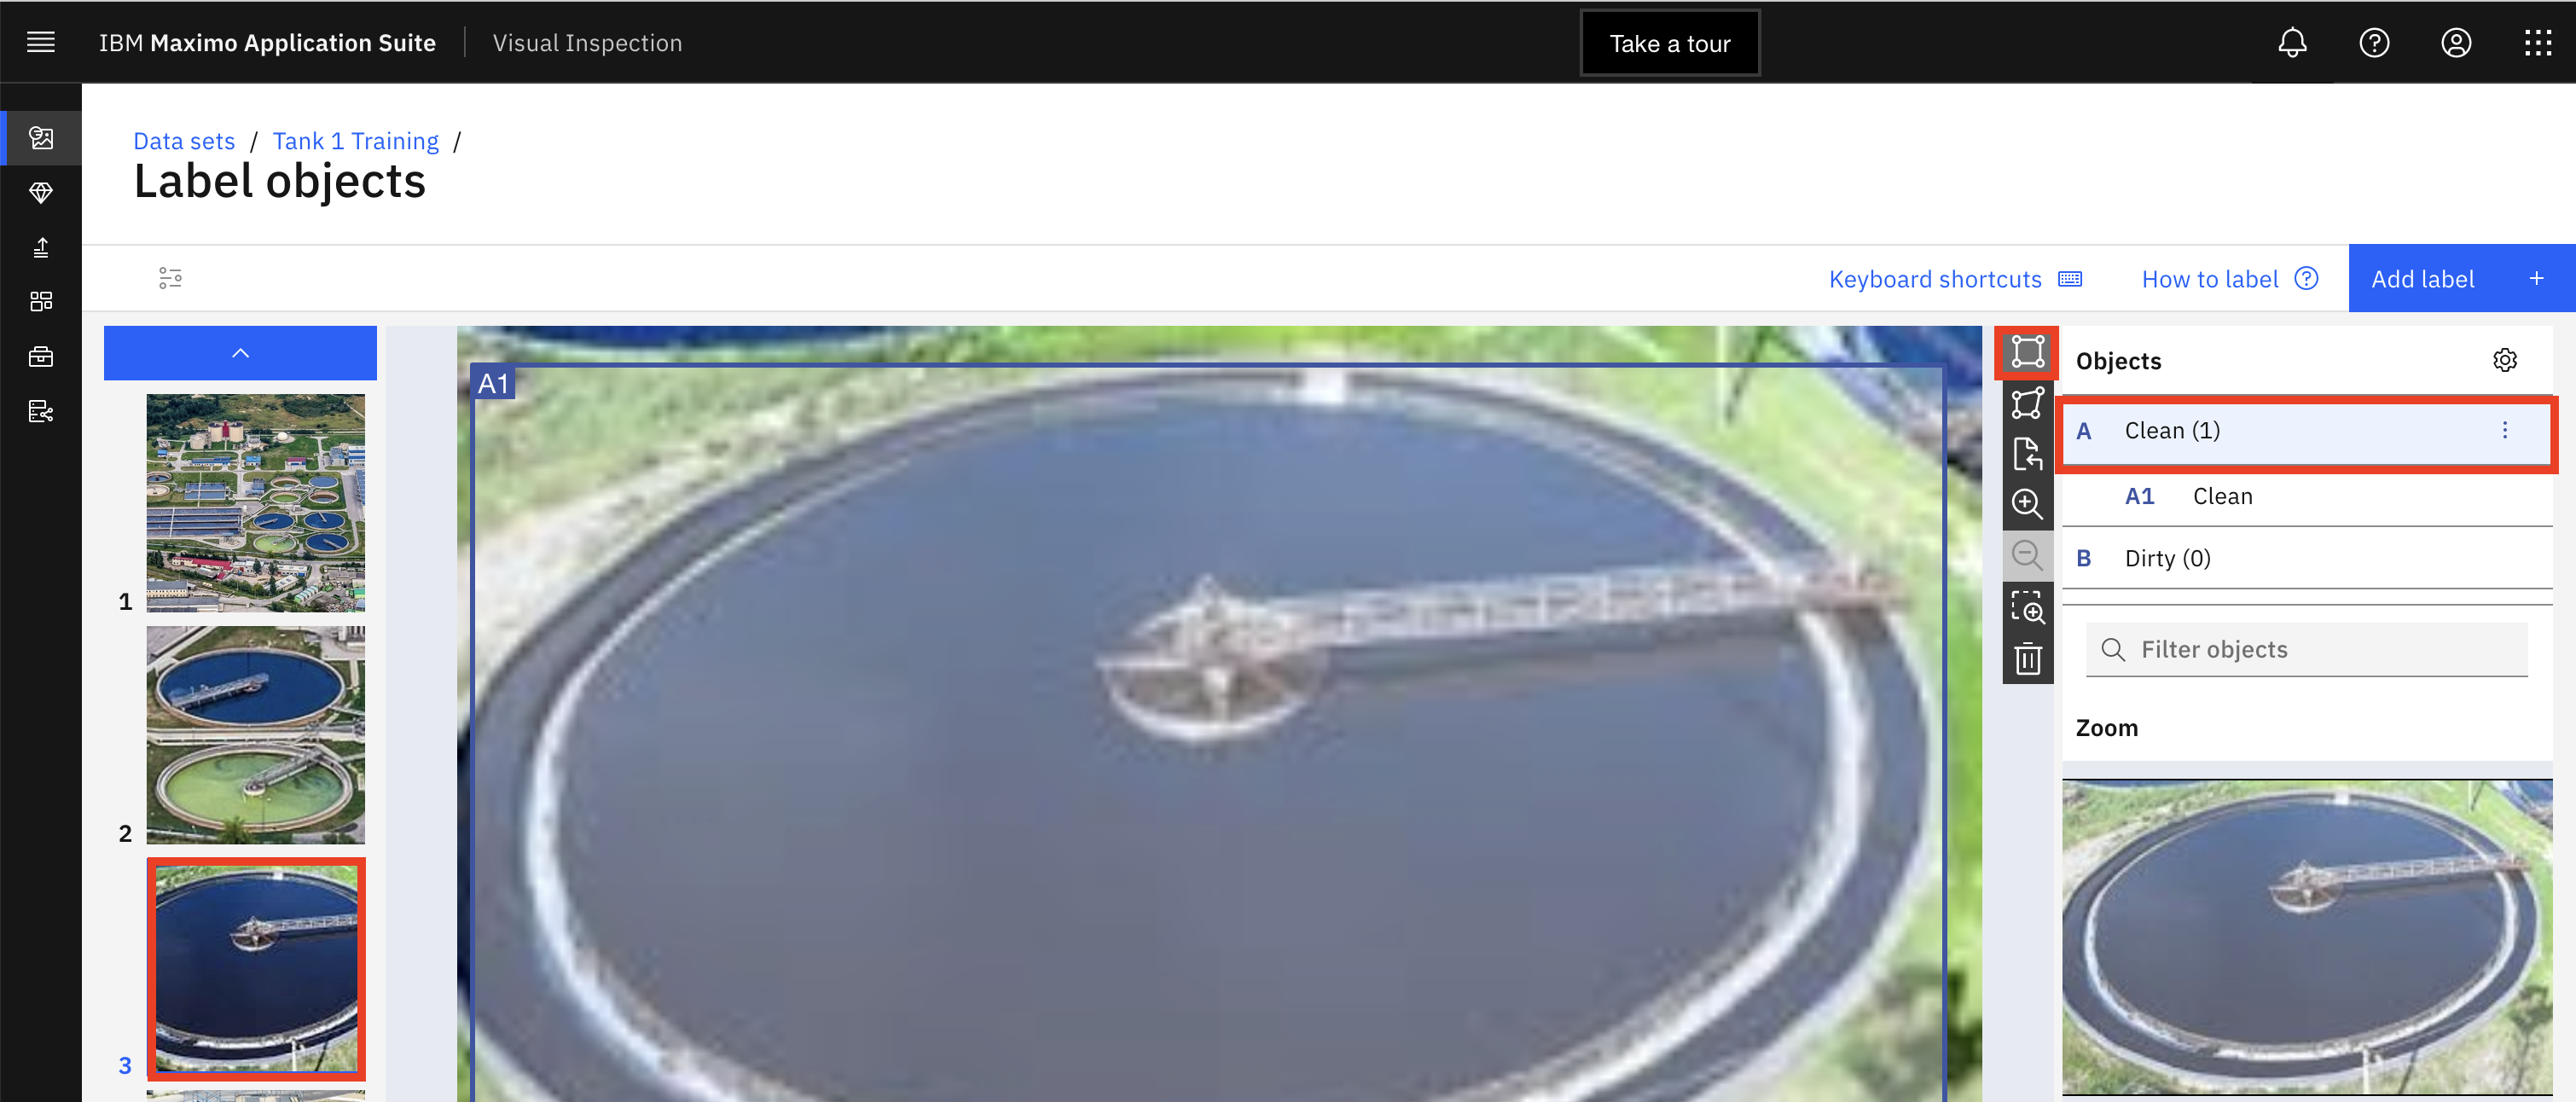 IBM Maximo Application Suite Visual Inspection Take a tour
Data sets / Tank 1 Training /
Label objects
Keyboard shortcuts How to label Add label +
1
2
3
A1
Objects
A Clean (1)
A1 Clean
B Dirty (0)
Filter objects
Zoom